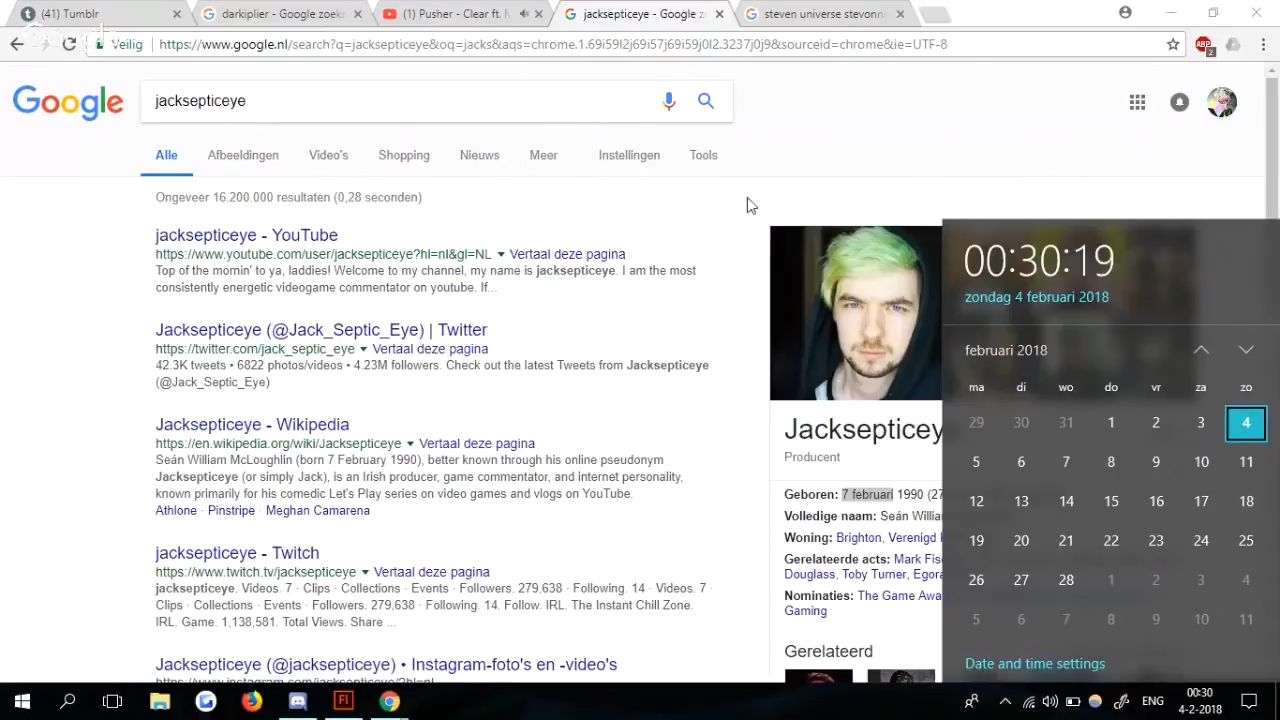 (41) Tumblr
darkiplier - Google zoekn
(1) Pusher - Clear ft. M
jacksepticeye - Google zo
steven universe stevonne
Veilig
https://www.google.nl/search?q=jacksepticeye&oq=jacks&aqs=chrome.1.69i59l2j69i57j69i59j0l2.3237j0j9&sourceid=chrome&ie=UTF-8
ABP
2
Google
jacksepticeye
Alle
Afbeeldingen
Video's
Shopping
Nieuws
Meer
Instellingen
Tools
Ongeveer 16.200.000 resultaten (0,28 seconden)
jacksepticeye - YouTube
https://www.youtube.com/user/jacksepticeye?hl=nl&gl=NL Vertaal deze pagina
Top of the mornin' to ya, laddies! Welcome to my channel, my name is jacksepticeye. I am the most
consistently energetic videogame commentator on youtube. If...
Jacksepticeye (@Jack_Septic_Eye) | Twitter
https://twitter.com/jack_septic_eye Vertaal deze pagina
42.3K tweets • 6822 photos/videos • 4.23M followers. Check out the latest Tweets from Jacksepticeye
(@Jack_Septic_Eye)
Jacksepticeye - Wikipedia
https://en.wikipedia.org/wiki/Jacksepticeye Vertaal deze pagina
Seán William McLoughlin (born 7 February 1990), better known through his online pseudonym
Jacksepticeye (or simply Jack), is an Irish producer, game commentator, and internet personality,
known primarily for his comedic Let's Play series on video games and vlogs on YouTube.
Athlone · Pinstripe · Meghan Camarena
jacksepticeye - Twitch
https://www.twitch.tv/jacksepticeye Vertaal deze pagina
jacksepticeye. Videos. 7 · Clips · Collections · Events · Followers. 279,638 · Following. 14 · Videos. 7 ·
Clips · Collections · Events · Followers. 279,638 · Following. 14. Follow. IRL. The Instant Chill Zone.
IRL. Game. 1,138,581. Total Views. Share ...
Jacksepticeye (@jacksepticeye) • Instagram-foto's en -video's
https://www.instagram.com/jacksepticeye/?hl=nl
Jacksepticey
Producent
Geboren: 7 februari 1990 (27
Volledige naam: Seán Willia
Woning: Brighton, Verenigd K
Gerelateerde acts: Mark Fisc
Douglass, Toby Turner, Egora
Nominaties: The Game Awa
Gaming
Gerelateerd
00:30:19
zondag 4 februari 2018
februari 2018
ma di wo do vr za zo
29 30 31 1 2 3 4
5 6 7 8 9 10 11
12 13 14 15 16 17 18
19 20 21 22 23 24 25
26 27 28 1 2 3 4
5 6 7 8 9 10 11
Date and time settings
Fl
ENG
00:30
4-2-2018